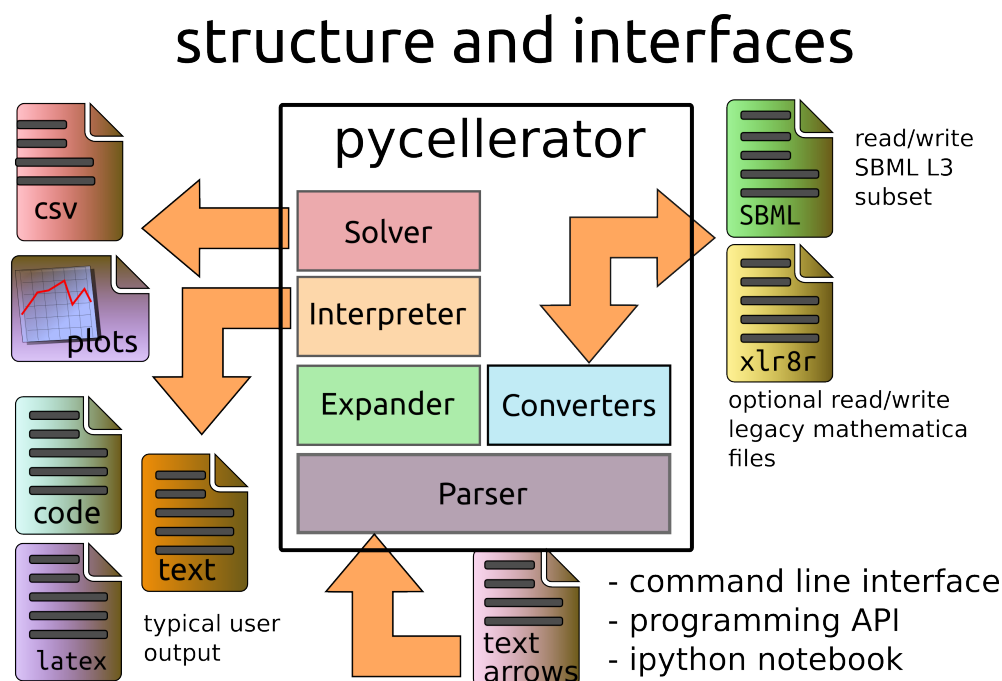 structure and interfaces
pycellerator
csv
plots
code
text
latex
typical user
output
Solver
Interpreter
Expander
Converters
Parser
SBML
read/write
SBML L3
subset
xlr8r
optional read/write
legacy mathematica
files
text
arrows
- command line interface
- programming API
- ipython notebook